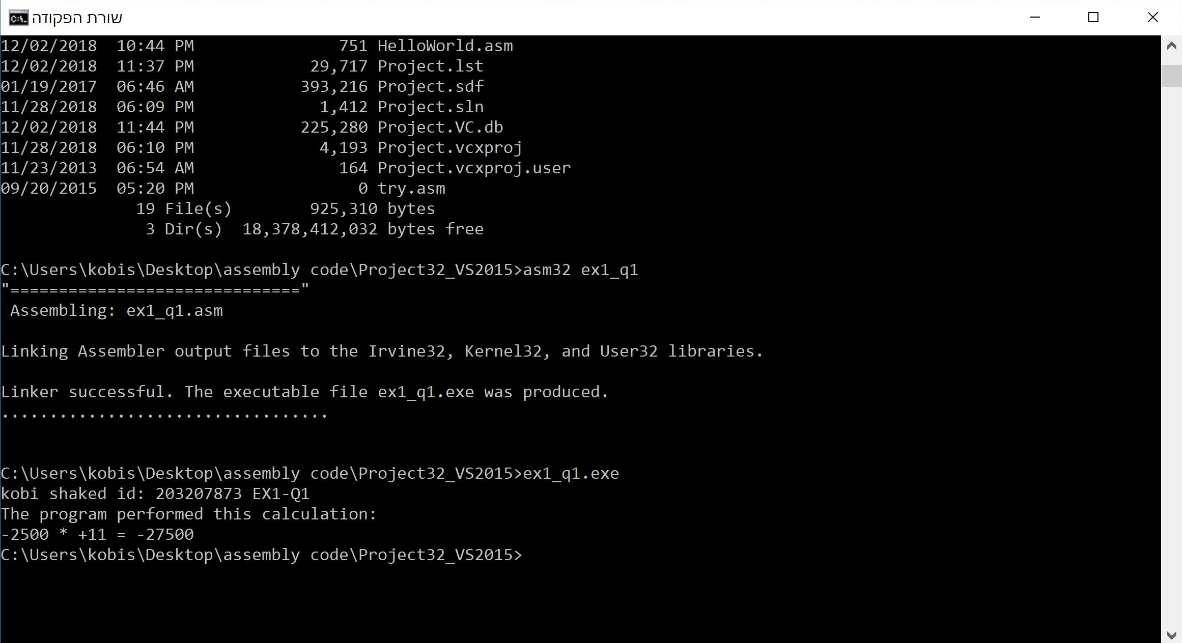 שורת הפקודה
12/02/2018  10:44 PM               751 HelloWorld.asm
12/02/2018  11:37 PM            29,717 Project.lst
01/19/2017  06:46 AM           393,216 Project.sdf
11/28/2018  06:09 PM             1,412 Project.sln
12/02/2018  11:44 PM           225,280 Project.VC.db
11/28/2018  06:10 PM             4,193 Project.vcxproj
11/23/2013  06:54 AM               164 Project.vcxproj.user
09/20/2015  05:20 PM                 0 try.asm
              19 File(s)        925,310 bytes
               3 Dir(s)  18,378,412,032 bytes free
C:\Users\kobis\Desktop\assembly code\Project32_VS2015>asm32 ex1_q1
"=============================="
 Assembling: ex1_q1.asm
Linking Assembler output files to the Irvine32, Kernel32, and User32 libraries.
Linker successful. The executable file ex1_q1.exe was produced.
..................................
C:\Users\kobis\Desktop\assembly code\Project32_VS2015>ex1_q1.exe
kobi shaked id: 203207873 EX1-Q1
The program performed this calculation:
-2500 * +11 = -27500
C:\Users\kobis\Desktop\assembly code\Project32_VS2015>